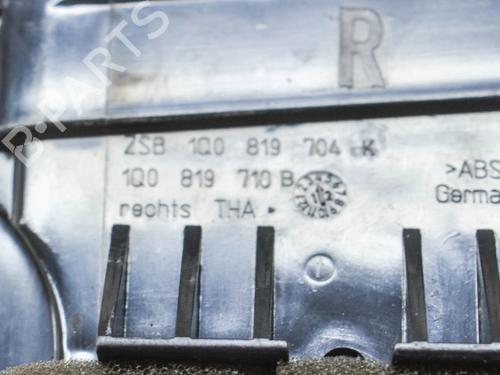 R
ZSB 1Q0 819 704 K
1Q0 819 710 B
rechts THA
>ABS
Germa
B-PARTS